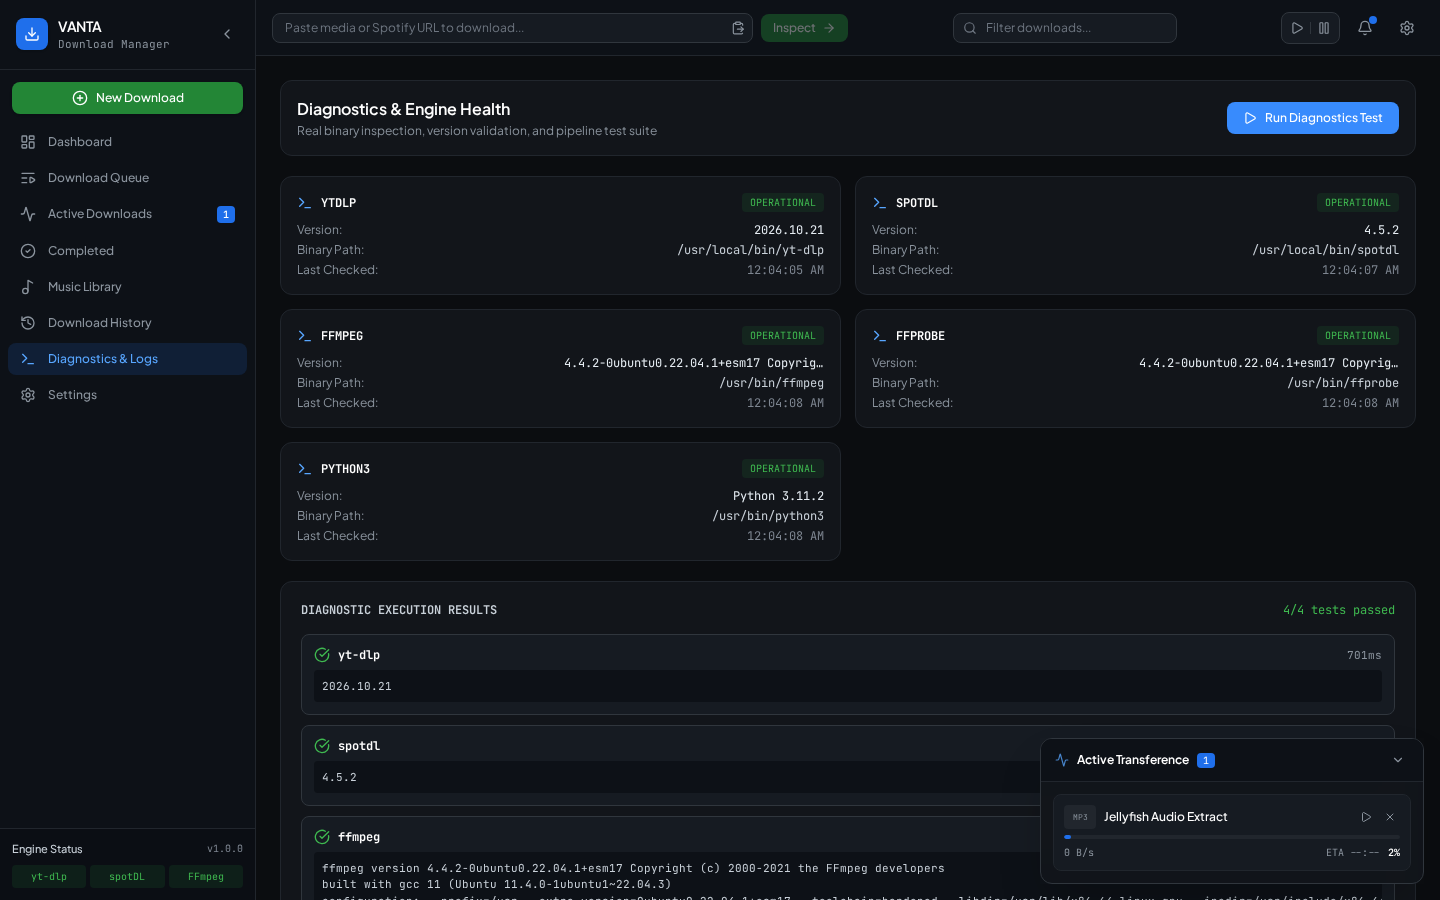 VANTA
Download Manager
New Download
Dashboard
Download Queue
Active Downloads 1
Completed
Music Library
Download History
Diagnostics & Logs
Settings
Engine Status v1.0.0
yt-dlp spotDL FFmpeg
Paste media or Spotify URL to download...
Inspect
Filter downloads...
Diagnostics & Engine Health
Real binary inspection, version validation, and pipeline test suite
Run Diagnostics Test
YTDLP OPERATIONAL
Version: 2026.10.21
Binary Path: /usr/local/bin/yt-dlp
Last Checked: 12:04:05 AM
SPOTDL OPERATIONAL
Version: 4.5.2
Binary Path: /usr/local/bin/spotdl
Last Checked: 12:04:07 AM
FFMPEG OPERATIONAL
Version: 4.4.2-0ubuntu0.22.04.1+esm17 Copyrig…
Binary Path: /usr/bin/ffmpeg
Last Checked: 12:04:08 AM
FFPROBE OPERATIONAL
Version: 4.4.2-0ubuntu0.22.04.1+esm17 Copyrig…
Binary Path: /usr/bin/ffprobe
Last Checked: 12:04:08 AM
PYTHON3 OPERATIONAL
Version: Python 3.11.2
Binary Path: /usr/bin/python3
Last Checked: 12:04:08 AM
DIAGNOSTIC EXECUTION RESULTS 4/4 tests passed
yt-dlp 701ms
2026.10.21
spotdl
4.5.2
ffmpeg
ffmpeg version 4.4.2-0ubuntu0.22.04.1+esm17 Copyright (c) 2000-2021 the FFmpeg developers
built with gcc 11 (Ubuntu 11.4.0-1ubuntu1~22.04.3)
Active Transference 1
MP3 Jellyfish Audio Extract
0 B/s ETA --:-- 2%